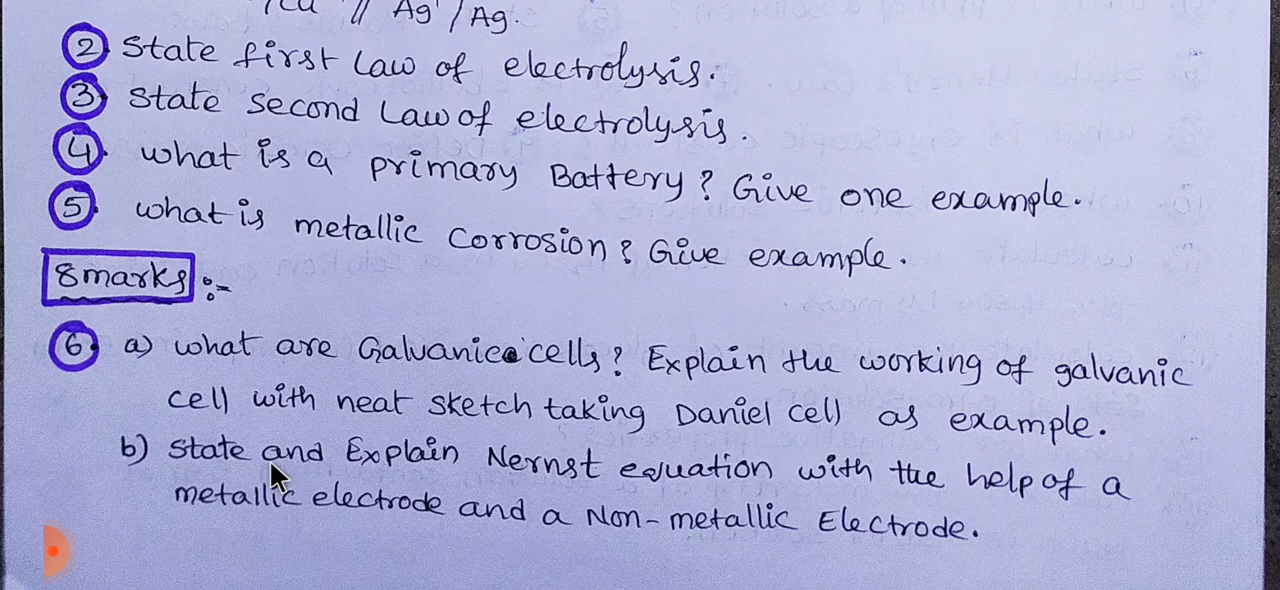 // Ag⁺/Ag.
② State first Law of electrolysis.
③ State second Law of electrolysis.
④. what is a primary Battery? Give one example.
⑤. what is metallic corrosion? Give example.
8marks :-
⑥. a) what are Galvanic cells? Explain the working of galvanic
cell with neat sketch taking Daniel cell as example.
b) State and Explain Nernst equation with the help of a
metallic electrode and a Non-metallic Electrode.